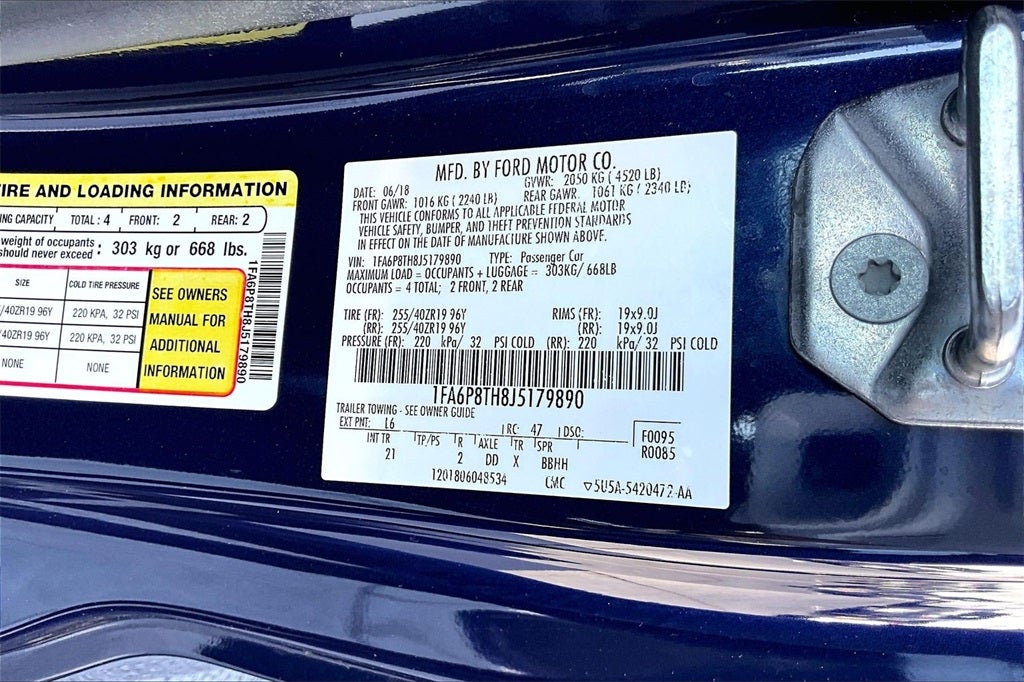 TIRE AND LOADING INFORMATION
NG CAPACITY TOTAL: 4 FRONT: 2 REAR: 2
weight of occupants
should never exceed : 303 kg or 668 lbs.
SIZE COLD TIRE PRESSURE
/40ZR19 96Y 220 KPA, 32 PSI
/40ZR19 96Y 220 KPA, 32 PSI
NONE NONE
SEE OWNERS
MANUAL FOR
ADDITIONAL
INFORMATION
1FA6P8TH8J5179890
MFD. BY FORD MOTOR CO.
DATE: 06/18 GVWR: 2050 KG ( 4520 LB)
FRONT GAWR: 1016 KG ( 2240 LB) REAR GAWR: 1061 KG ( 2340 LB)
THIS VEHICLE CONFORMS TO ALL APPLICABLE FEDERAL MOTOR
VEHICLE SAFETY, BUMPER, AND THEFT PREVENTION STANDARDS
IN EFFECT ON THE DATE OF MANUFACTURE SHOWN ABOVE.
VIN: 1FA6P8TH8J5179890 TYPE: Passenger Car
MAXIMUM LOAD = OCCUPANTS + LUGGAGE = 303KG/ 668LB
OCCUPANTS = 4 TOTAL; 2 FRONT, 2 REAR
TIRE (FR): 255/40ZR19 96Y RIMS (FR): 19x9.0J
(RR): 255/40ZR19 96Y (RR): 19x9.0J
PRESSURE (FR): 220 kPa/ 32 PSI COLD (RR): 220 kPa/ 32 PSI COLD
1FA6P8TH8J5179890
TRAILER TOWING - SEE OWNER GUIDE
EXT PNT: L6 RC: 47 DSO: F0095
INT TR TP/PS R AXLE TR SPR R0085
21 2 DD X BBHH
1201806048534 CMC ▽5U5A-5420472-AA